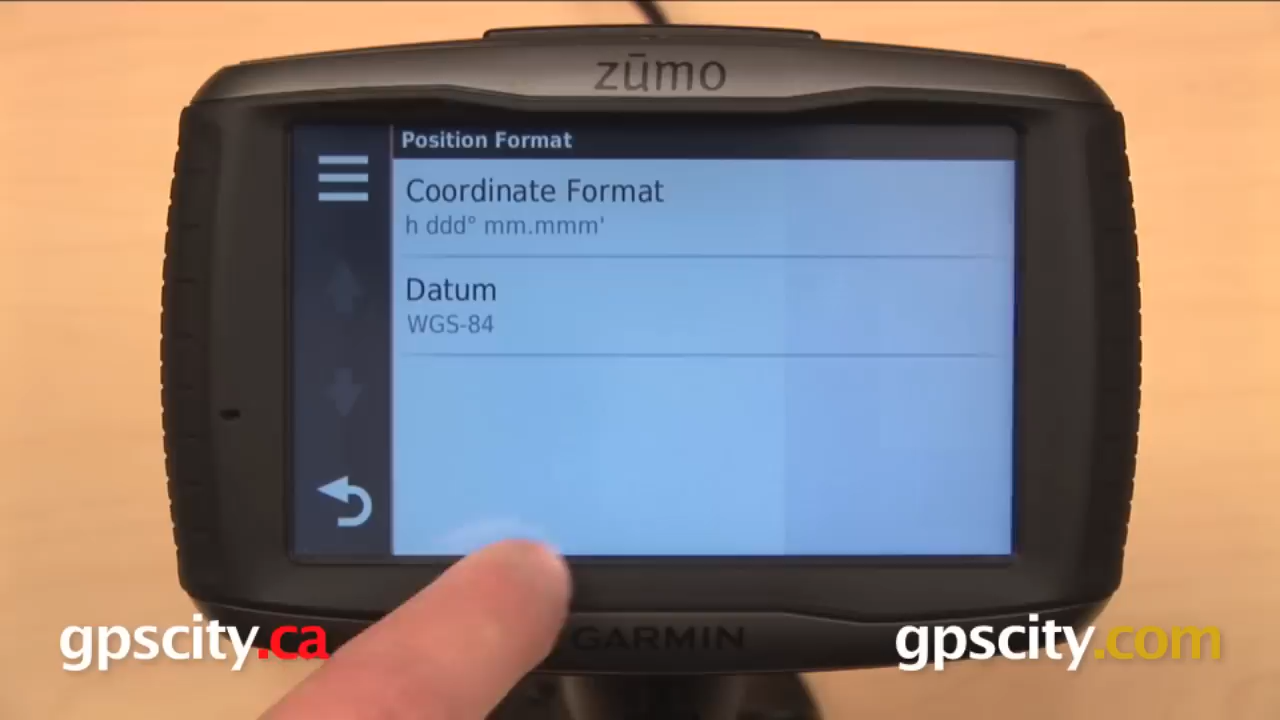 zūmo
Position Format
Coordinate Format
h ddd° mm.mmm'
Datum
WGS-84
GARMIN
gpscity.ca
gpscity.com